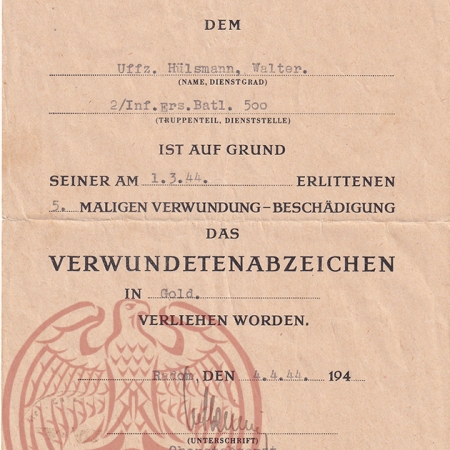 DEM
Uffz. Hülsmann, Walter.
(NAME, DIENSTGRAD)
2/Inf.Ers.Batl. 500
(TRUPPENTEIL, DIENSTSTELLE)
IST AUF GRUND
SEINER AM 1.3.44. ERLITTENEN
5. MALIGEN VERWUNDUNG–BESCHÄDIGUNG
DAS
VERWUNDETENABZEICHEN
IN Gold.
VERLIEHEN WORDEN.
Radom, DEN 4.4.44. 194
(UNTERSCHRIFT)